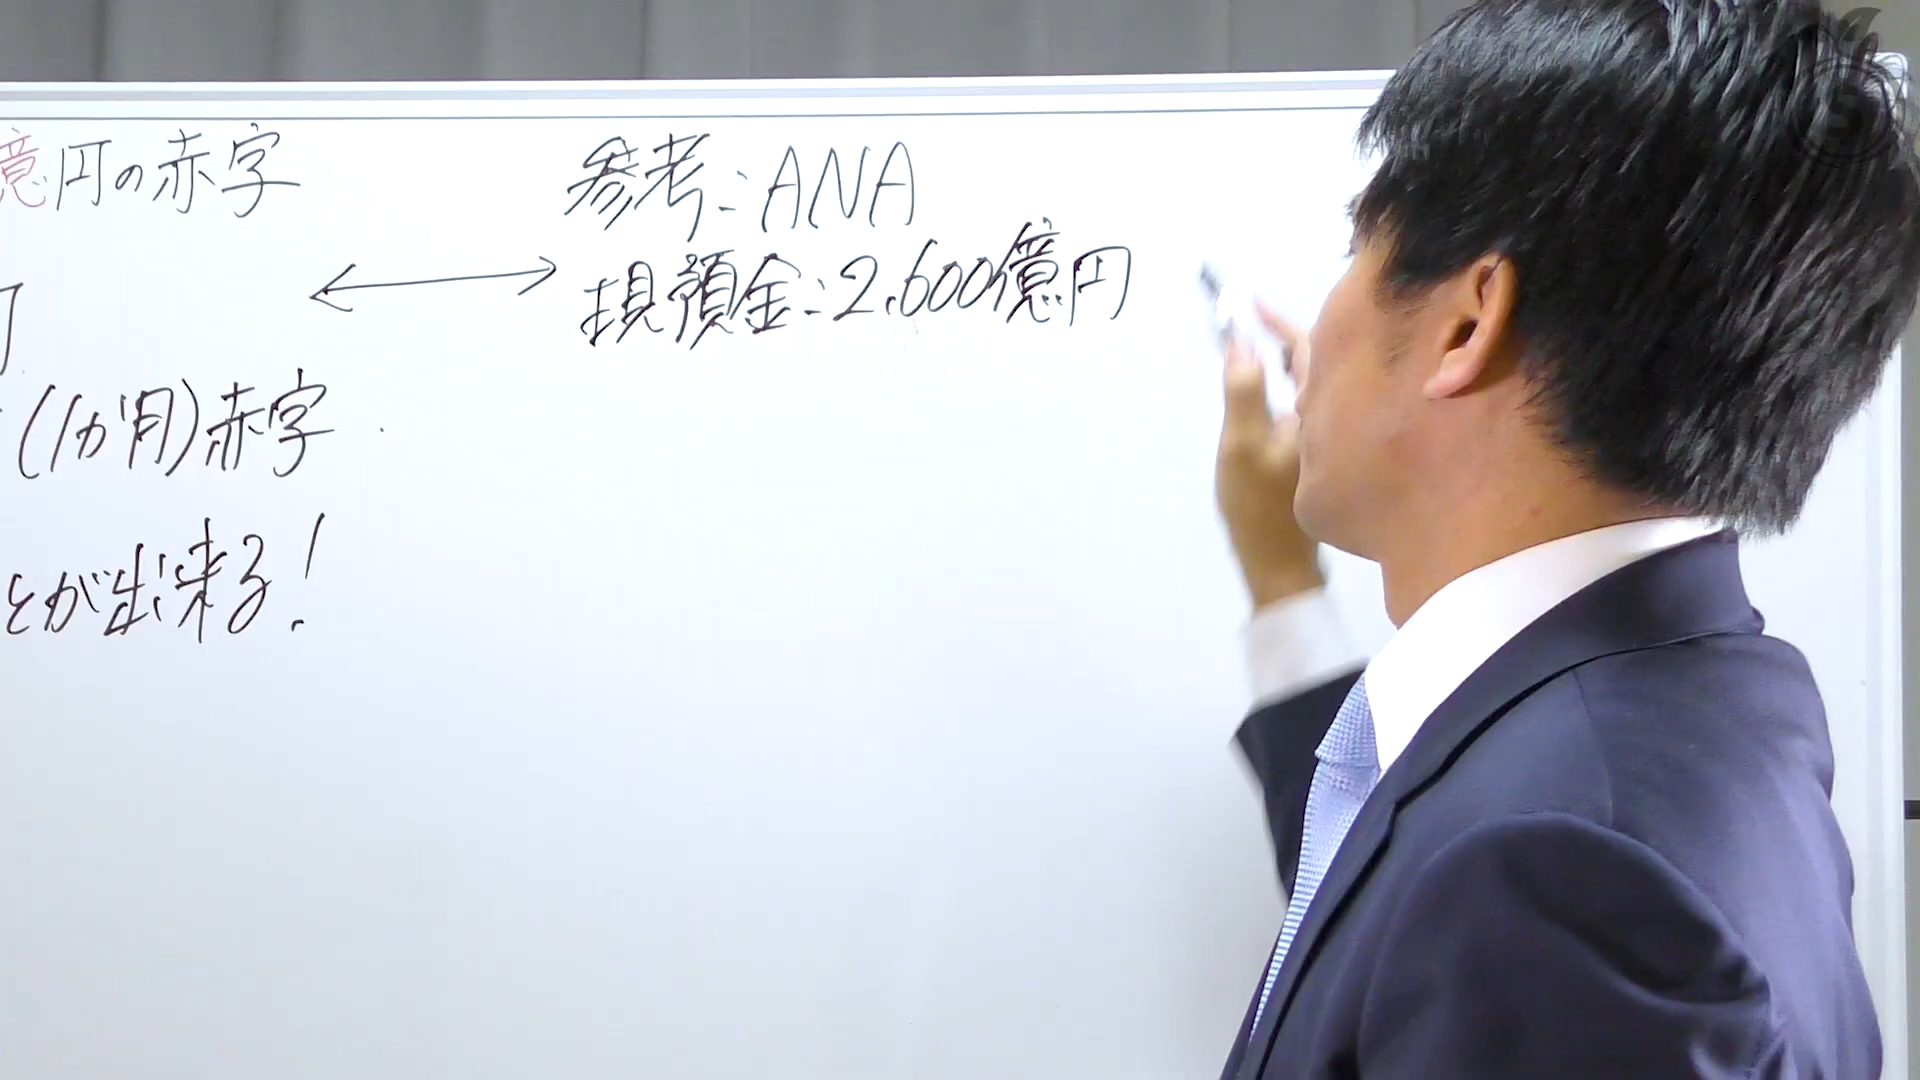 億円の赤字
参考:ANA
現預金:2,600億円
(1か月)赤字
とが出来る!